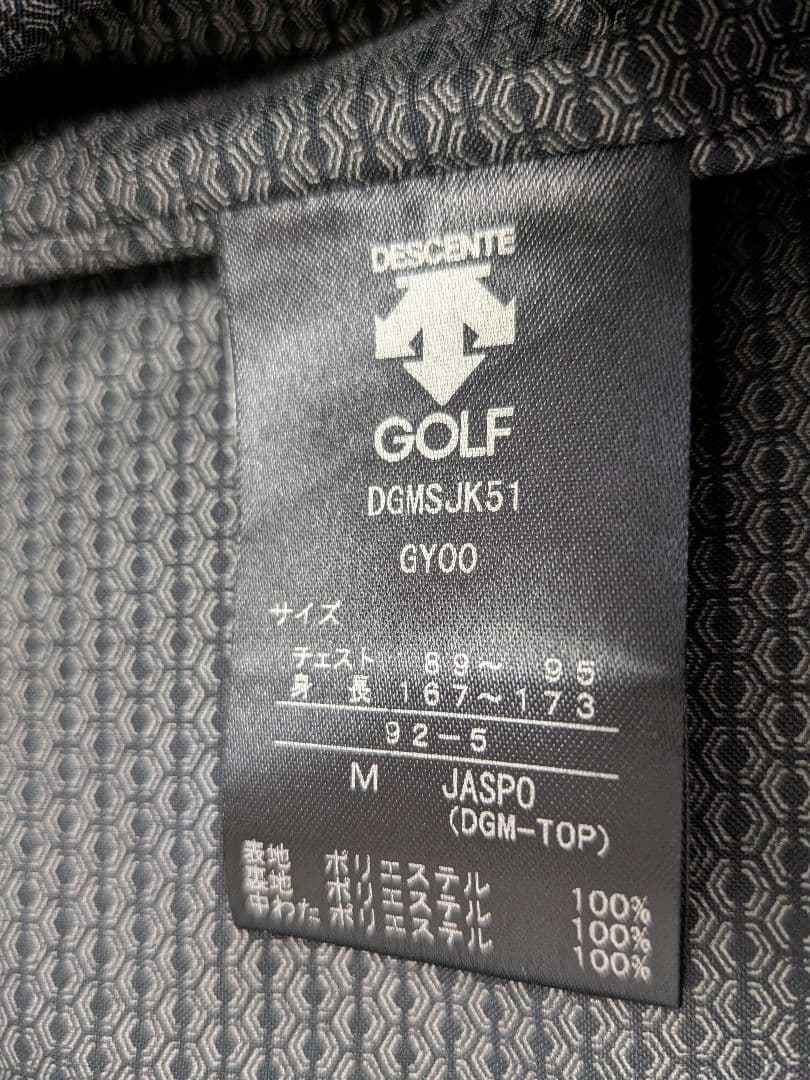 DESCENTE
GOLF
DGMSJK51
GY00
サイズ
チェスト 89～ 95
身 長 167～173
92-5
M JASPO
(DGM-TOP)
表地 ポリエステル 100%
裏地 ポリエステル 100%
中わた ポリエステル 100%